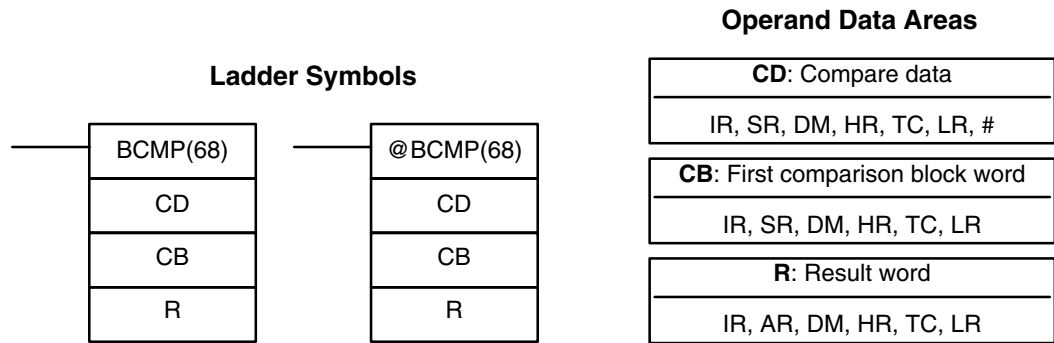 Ladder Symbols
BCMP(68)
CD
CB
R
@BCMP(68)
CD
CB
R
Operand Data Areas
CD: Compare data
IR, SR, DM, HR, TC, LR, #
CB: First comparison block word
IR, SR, DM, HR, TC, LR
R: Result word
IR, AR, DM, HR, TC, LR